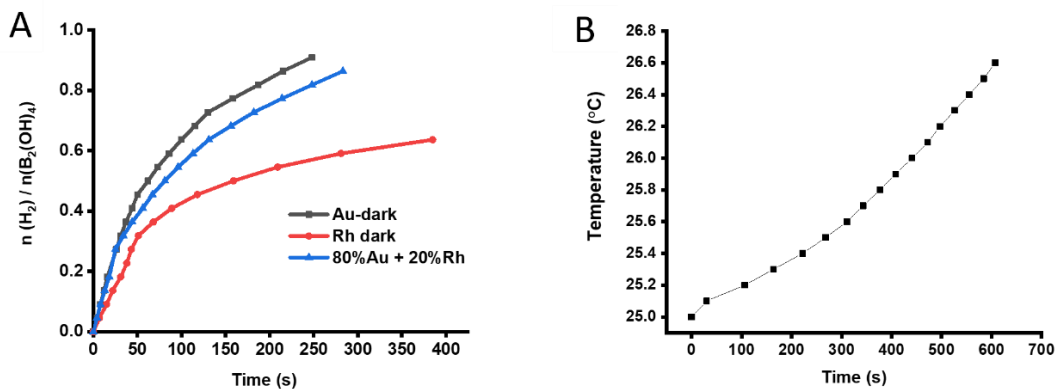 A
n (H₂) / n(B₂(OH)₄)
1.0
0.8
0.6
0.4
0.2
0.0
0 50 100 150 200 250 300 350 400
Time (s)
Au-dark
Rh dark
80%Au + 20%Rh
B
Temperature (°C)
26.8
26.6
26.4
26.2
26.0
25.8
25.6
25.4
25.2
25.0
0 100 200 300 400 500 600 700
Time (s)